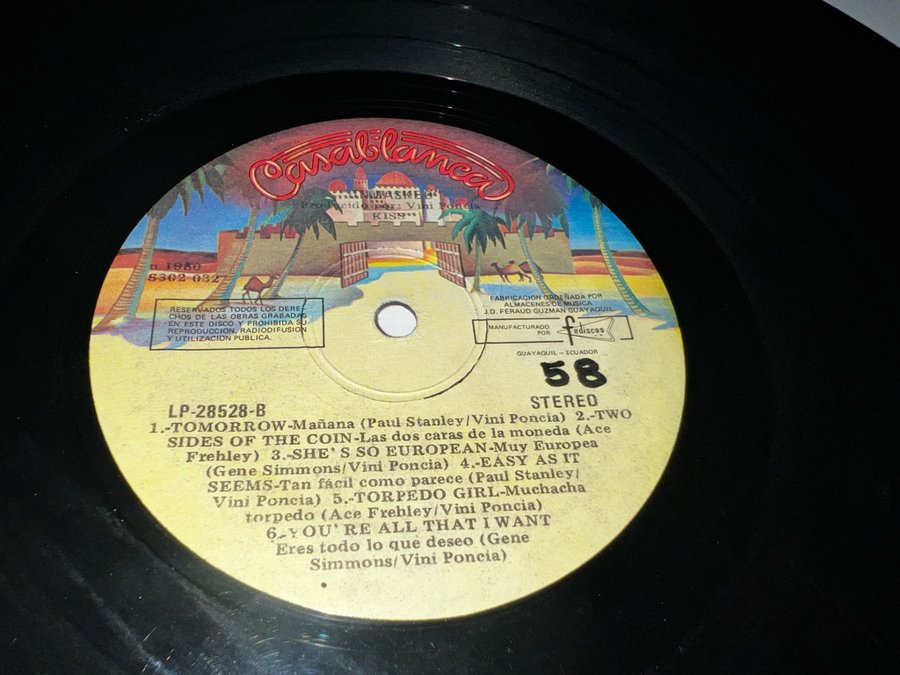 Casablanca
"UNMASKED"
Producido por: Vini Poncia
KISS"
1980
6302-032
RESERVADOS TODOS LOS DERE-
CHOS DE LAS OBRAS GRABADAS
EN ESTE DISCO Y PROHIBIDA SU
REPRODUCCION, RADIODIFUSION
Y UTILIZACION PUBLICA.
FABRICACION ORDENADA POR
ALMACENES DE MUSICA
J.D. FERAUD GUZMAN GUAYAQUIL
MANUFACTURADO
POR
fediscos
GUAYAQUIL - ECUADOR
58
LP-28528-B
STEREO
1.-TOMORROW-Mañana (Paul Stanley/Vini Poncia) 2.-TWO
SIDES OF THE COIN-Las dos caras de la moneda (Ace
Frehley) 3.-SHE'S SO EUROPEAN-Muy Europea
(Gene Simmons/Vini Poncia) 4.-EASY AS IT
SEEMS-Tan fácil como parece (Paul Stanley/
Vini Poncia) 5.-TORPEDO GIRL-Muchacha
torpedo (Ace Frehley/Vini Poncia)
6.-YOU'RE ALL THAT I WANT
Eres todo lo que deseo (Gene
Simmons/Vini Poncia)